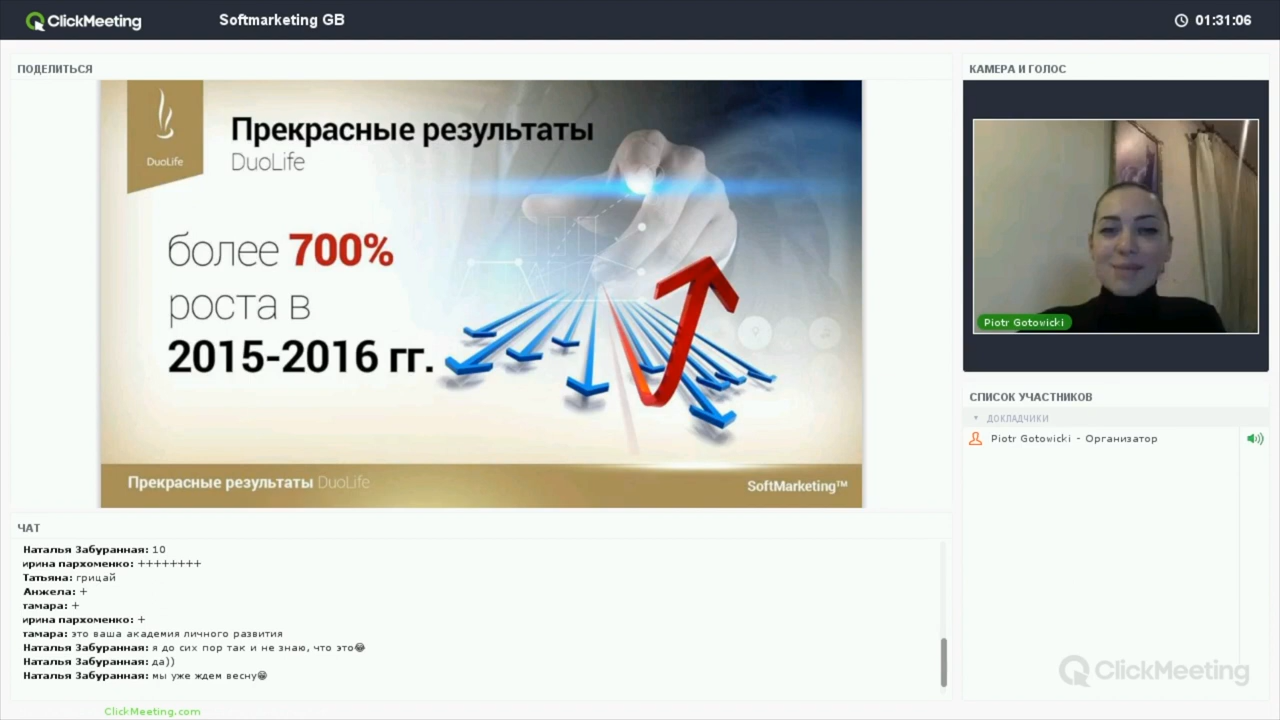 ClickMeeting
Softmarketing GB
01:31:06
ПОДЕЛИТЬСЯ
КАМЕРА И ГОЛОС
DuoLife
Прекрасные результаты
DuoLife
более 700%
роста в
2015-2016 гг.
Прекрасные результаты DuoLife
SoftMarketing™
Piotr Gotowicki
СПИСОК УЧАСТНИКОВ
ДОКЛАДЧИКИ
Piotr Gotowicki - Организатор
ЧАТ
Наталья Забуранная: 10
ирина пархоменко: ++++++++
Татьяна: грицай
Анжела: +
тамара: +
ирина пархоменко: +
тамара: это ваша академия личного развития
Наталья Забуранная: я до сих пор так и не знаю, что это😂
Наталья Забуранная: да))
Наталья Забуранная: мы уже ждем весну😁
ClickMeeting
ClickMeeting.com